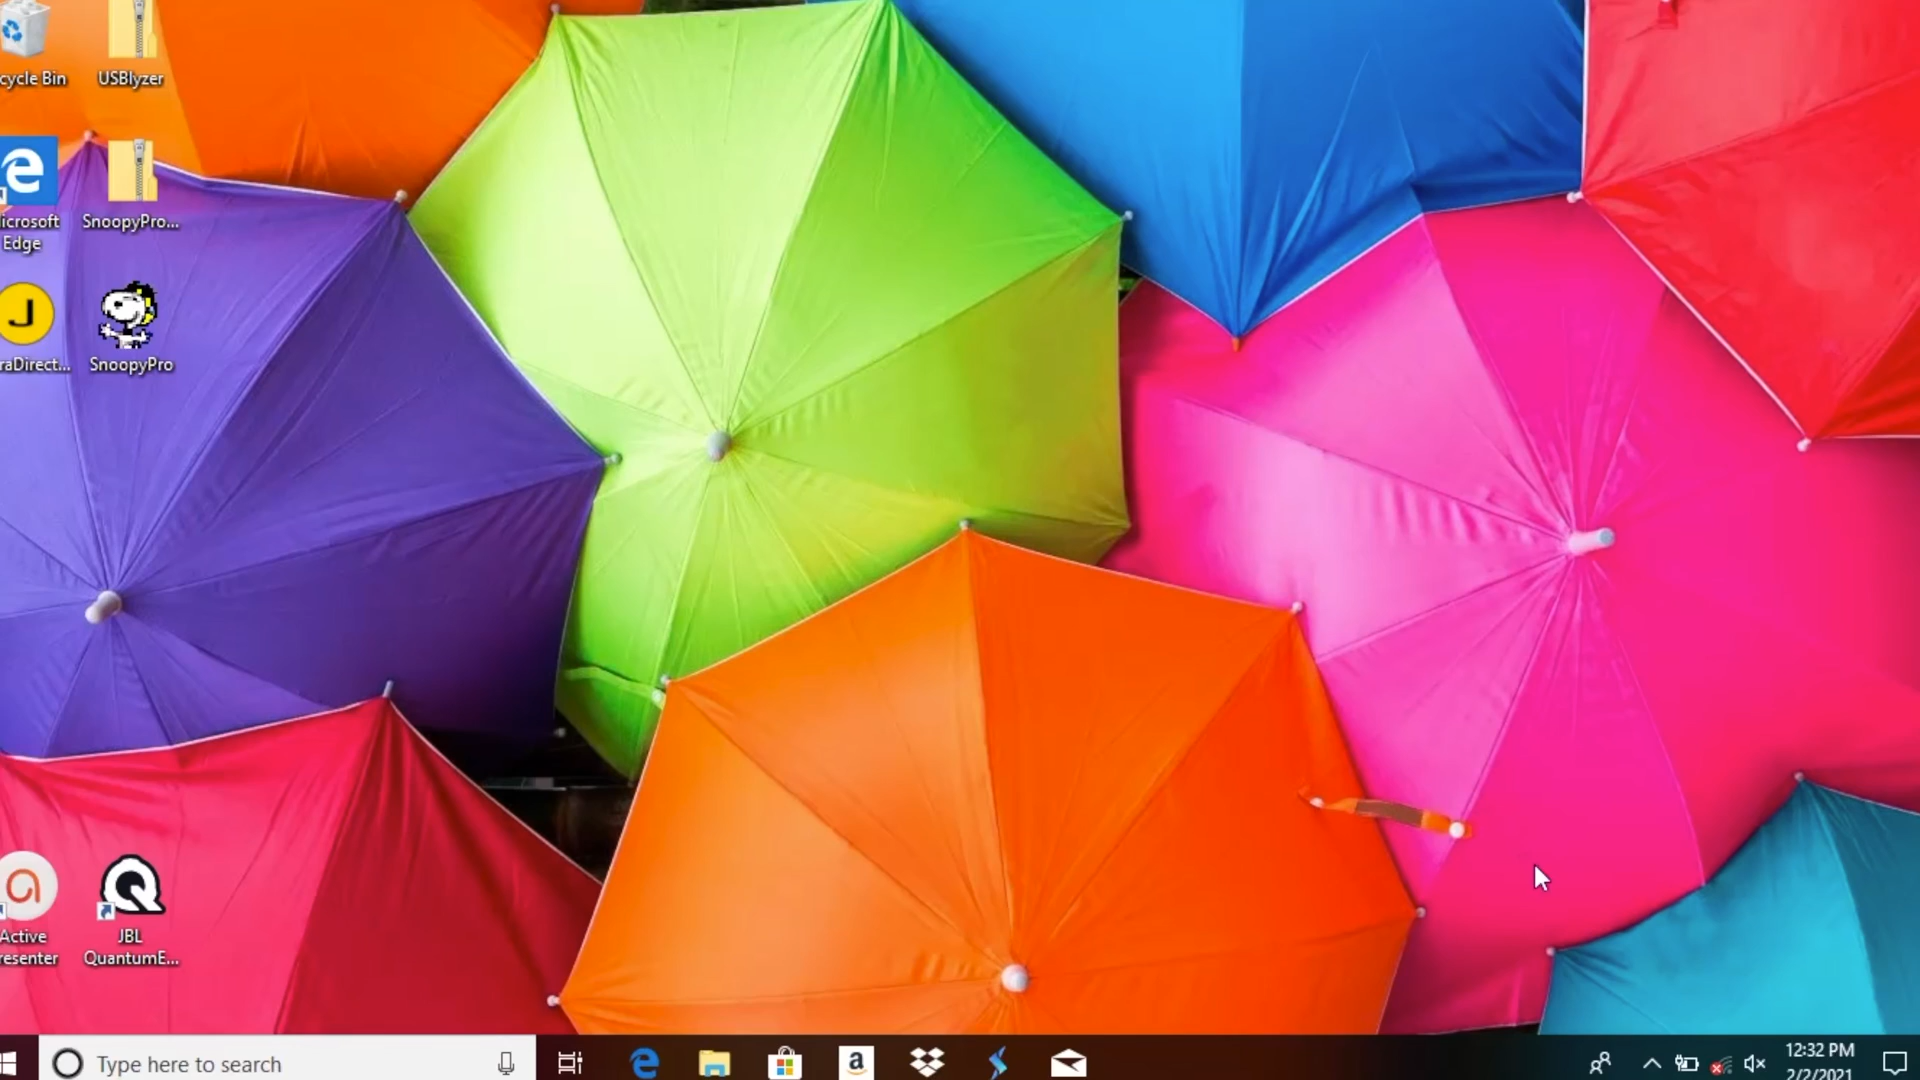 cycle Bin
USBlyzer
icrosoft
Edge
SnoopyPro...
J
raDirect...
SnoopyPro
Active
resenter
JBL
QuantumE...
Type here to search
a
12:32 PM
2/2/2021